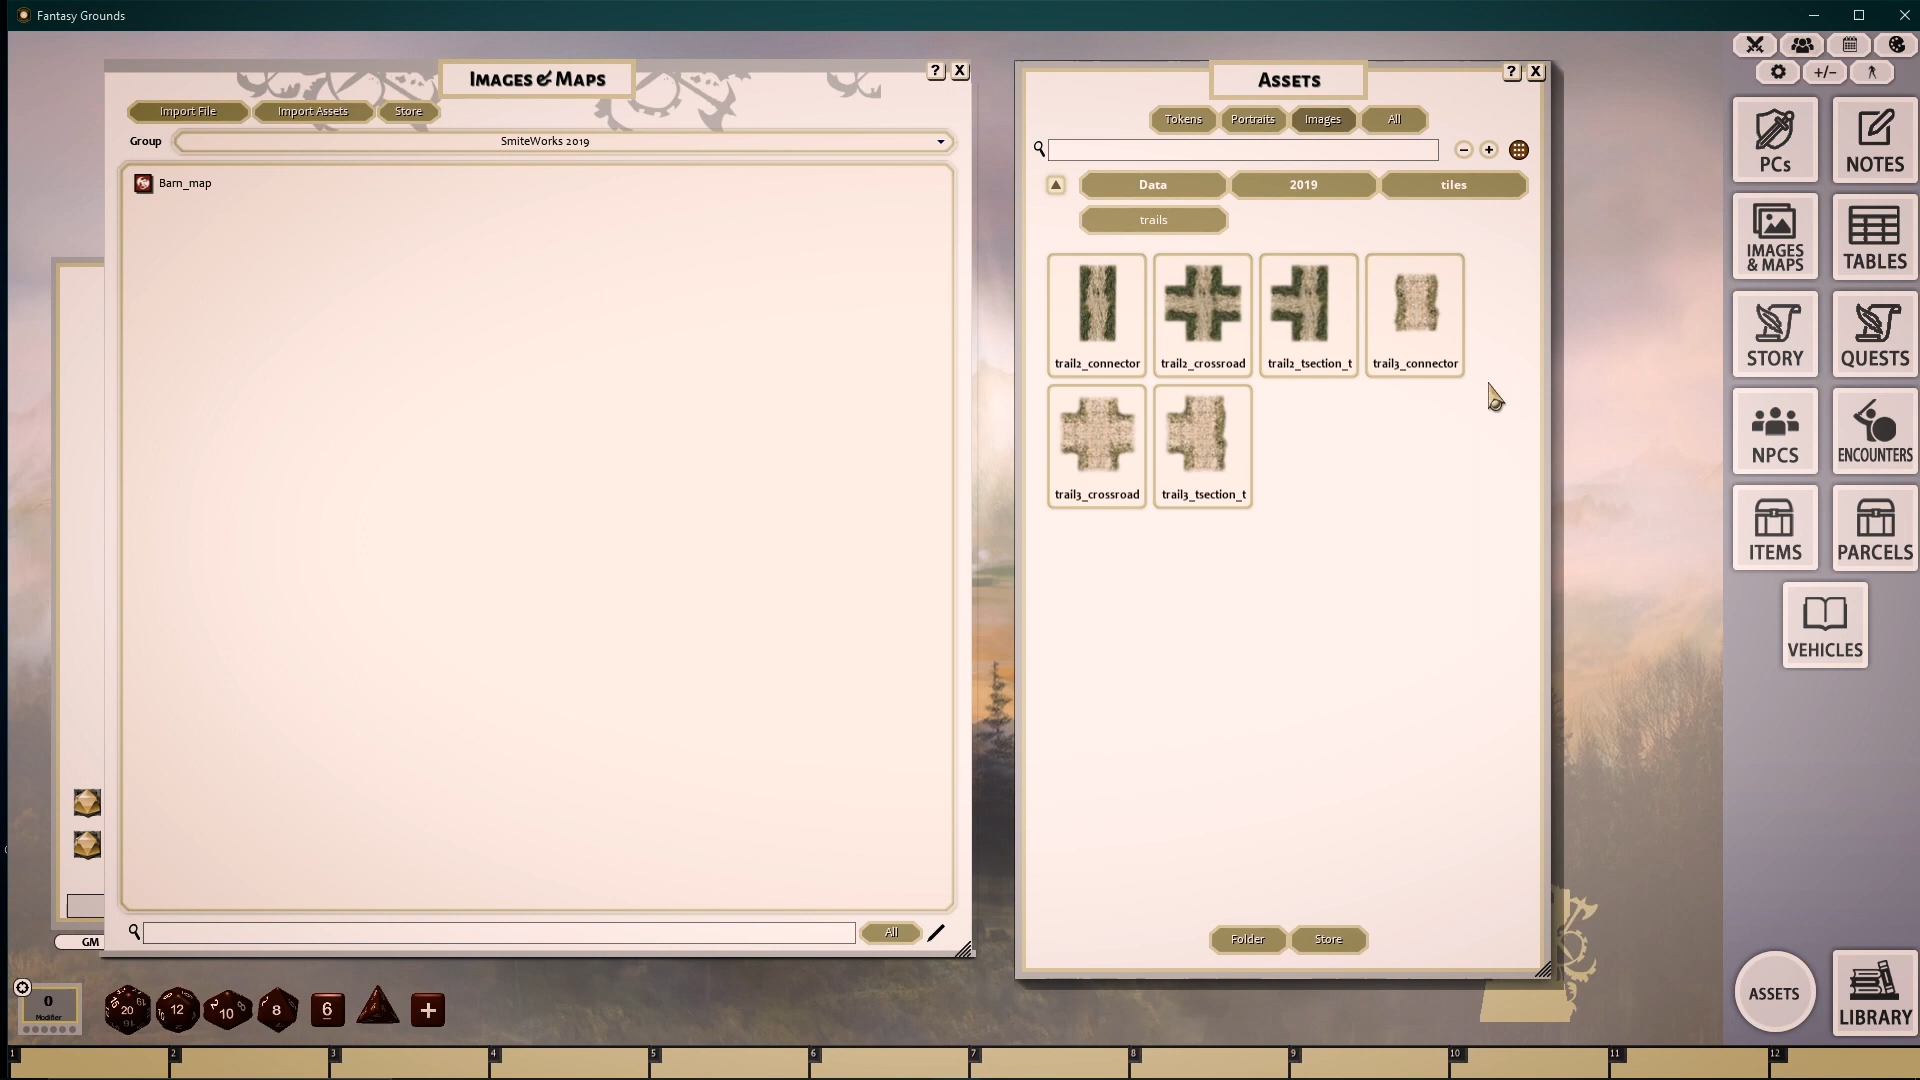 Fantasy Grounds
IMAGES & MAPS
? X
Import File Import Assets Store
Group SmiteWorks 2019
Barn_map
All
GM
ASSETS
? X
Tokens Portraits Images All
Data 2019 tiles
trails
trail2_connector trail2_crossroad trail2_tsection_t trail3_connector
trail3_crossroad trail3_tsection_t
Folder Store
+/-
PCs NOTES
IMAGES & MAPS TABLES
STORY QUESTS
NPCS ENCOUNTERS
ITEMS PARCELS
VEHICLES
ASSETS LIBRARY
0
Modifier
20 12 10 8 6
1 2 3 4 5 6 7 8 9 10 11 12